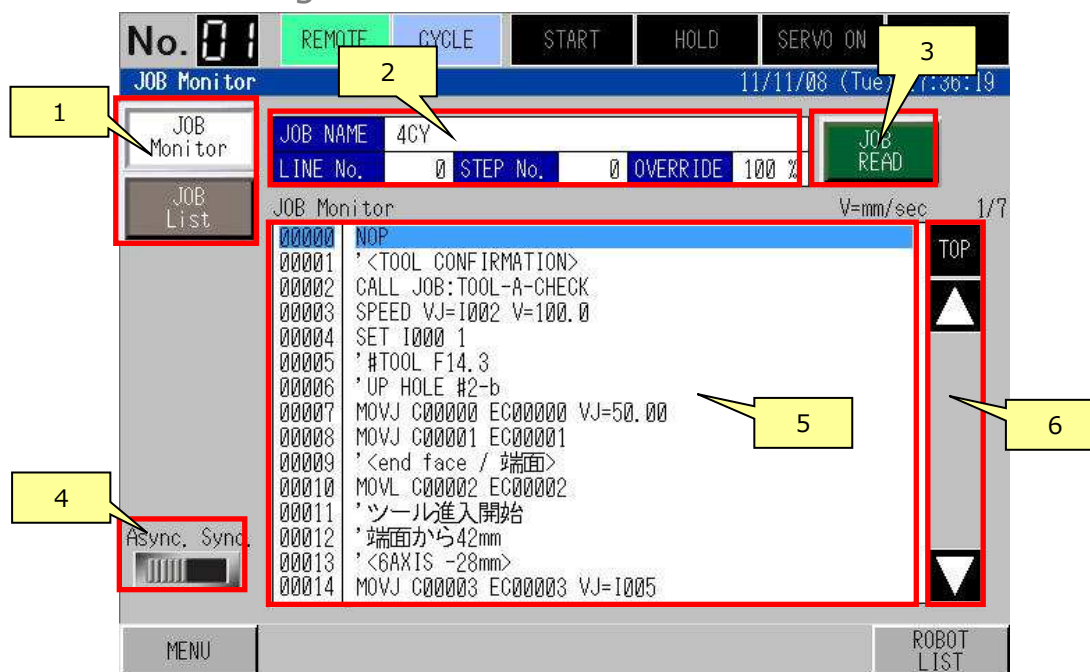 No. 01 REMOTE CYCLE START HOLD SERVO ON
JOB Monitor 11/11/08 (Tue) 17:36:19
1
2
3
JOB Monitor
JOB NAME 4CY
LINE No. 0 STEP No. 0 OVERRIDE 100 %
JOB READ
JOB List
JOB Monitor V=mm/sec 1/7
00000 NOP
00001 '<TOOL CONFIRMATION>
00002 CALL JOB:TOOL-A-CHECK
00003 SPEED VJ=I002 V=100.0
00004 SET I000 1
00005 '#TOOL F14.3
00006 'UP HOLE #2-b
00007 MOVJ C00000 EC00000 VJ=50.00
00008 MOVJ C00001 EC00001
00009 '<end face / 端面>
00010 MOVL C00002 EC00002
00011 'ツール進入開始
00012 '端面から42mm
00013 '<6AXIS -28mm>
00014 MOVJ C00003 EC00003 VJ=I005
TOP
5
6
4
Async. Sync.
MENU
ROBOT LIST